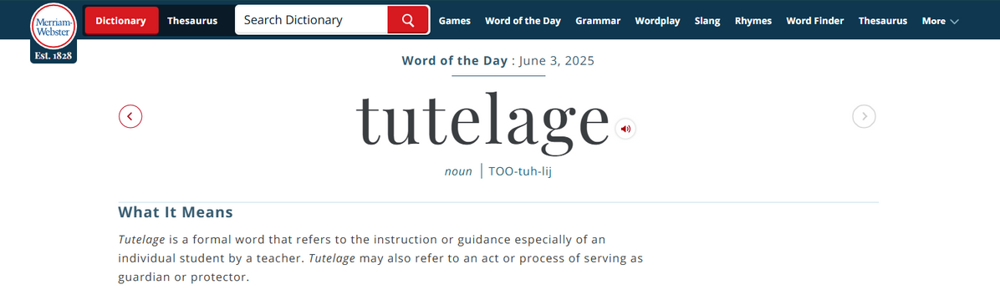 Merriam-
Webster
Est. 1828
Dictionary Thesaurus Search Dictionary Games Word of the Day Grammar Wordplay Slang Rhymes Word Finder Thesaurus More
Word of the Day : June 3, 2025
tutelage
noun | TOO-tuh-lij
What It Means
Tutelage is a formal word that refers to the instruction or guidance especially of an
individual student by a teacher. Tutelage may also refer to an act or process of serving as
guardian or protector.